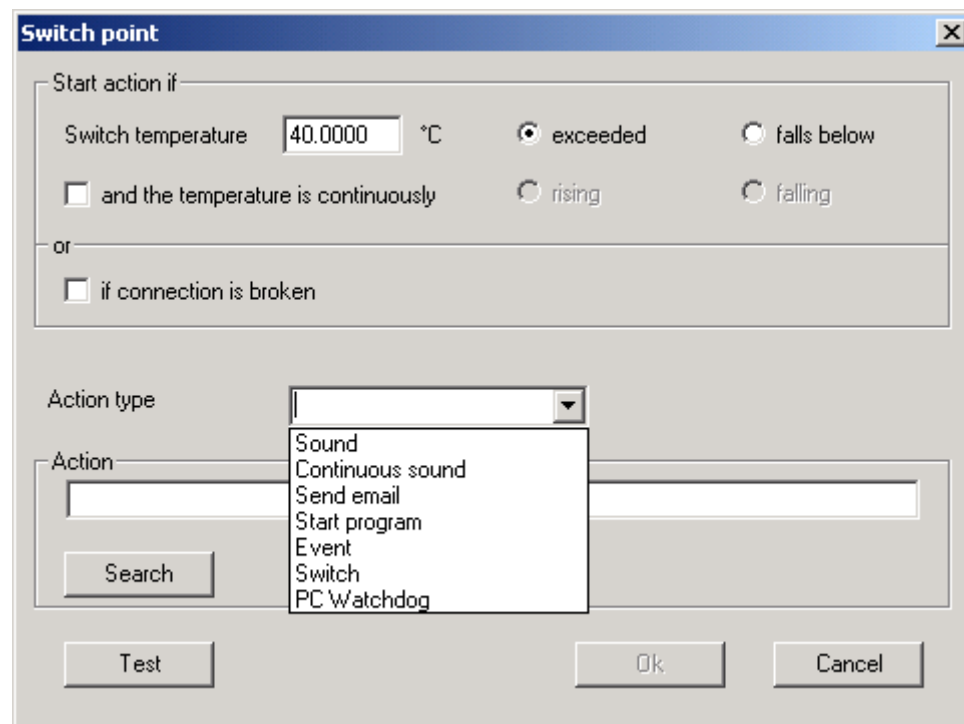 Switch point
Start action if
Switch temperature 40.0000 °C exceeded falls below
and the temperature is continuously rising falling
or
if connection is broken
Action type
Sound
Continuous sound
Send email
Start program
Event
Switch
PC Watchdog
Action
Search
Test Ok Cancel